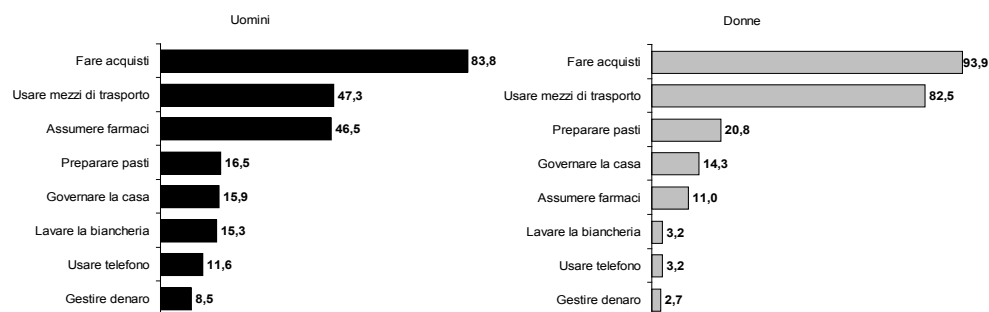 Uomini
Fare acquisti 83,8
Usare mezzi di trasporto 47,3
Assumere farmaci 46,5
Preparare pasti 16,5
Governare la casa 15,9
Lavare la biancheria 15,3
Usare telefono 11,6
Gestire denaro 8,5
Donne
Fare acquisti 93,9
Usare mezzi di trasporto 82,5
Preparare pasti 20,8
Governare la casa 14,3
Assumere farmaci 11,0
Lavare la biancheria 3,2
Usare telefono 3,2
Gestire denaro 2,7